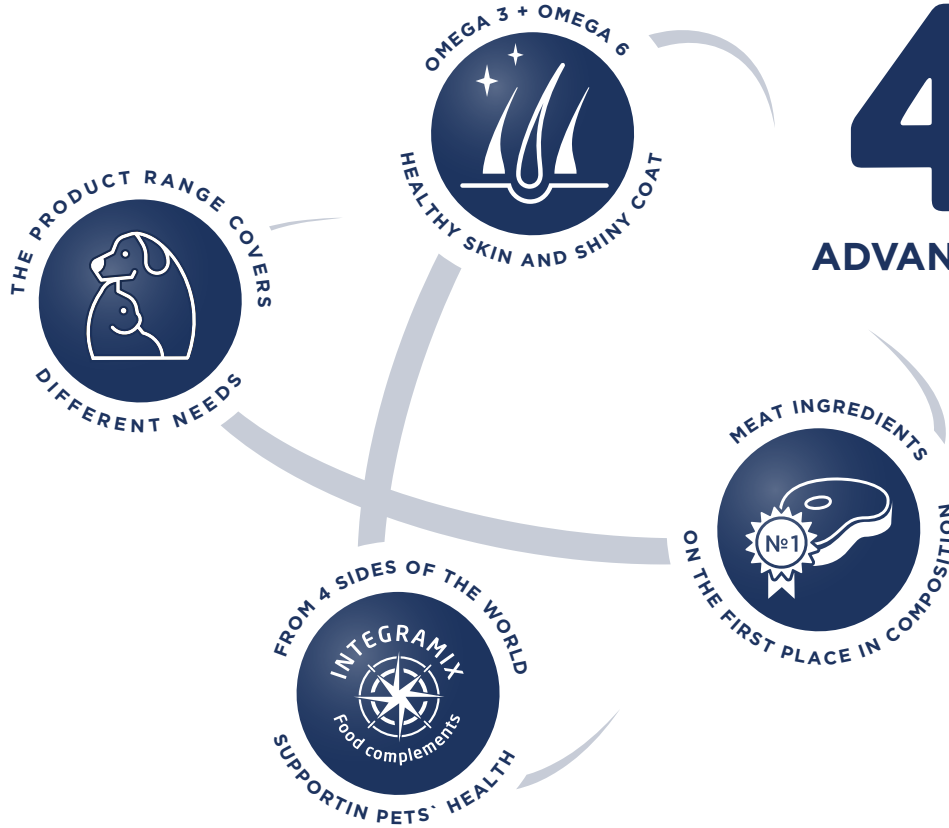 OMEGA 3 + OMEGA 6
HEALTHY SKIN AND SHINY COAT
4
ADVAN
THE PRODUCT RANGE COVERS
DIFFERENT NEEDS
MEAT INGREDIENTS
№1
ON THE FIRST PLACE IN COMPOSITION
FROM 4 SIDES OF THE WORLD
INTEGRAMIX
Food complements
SUPPORTIN PETS` HEALTH